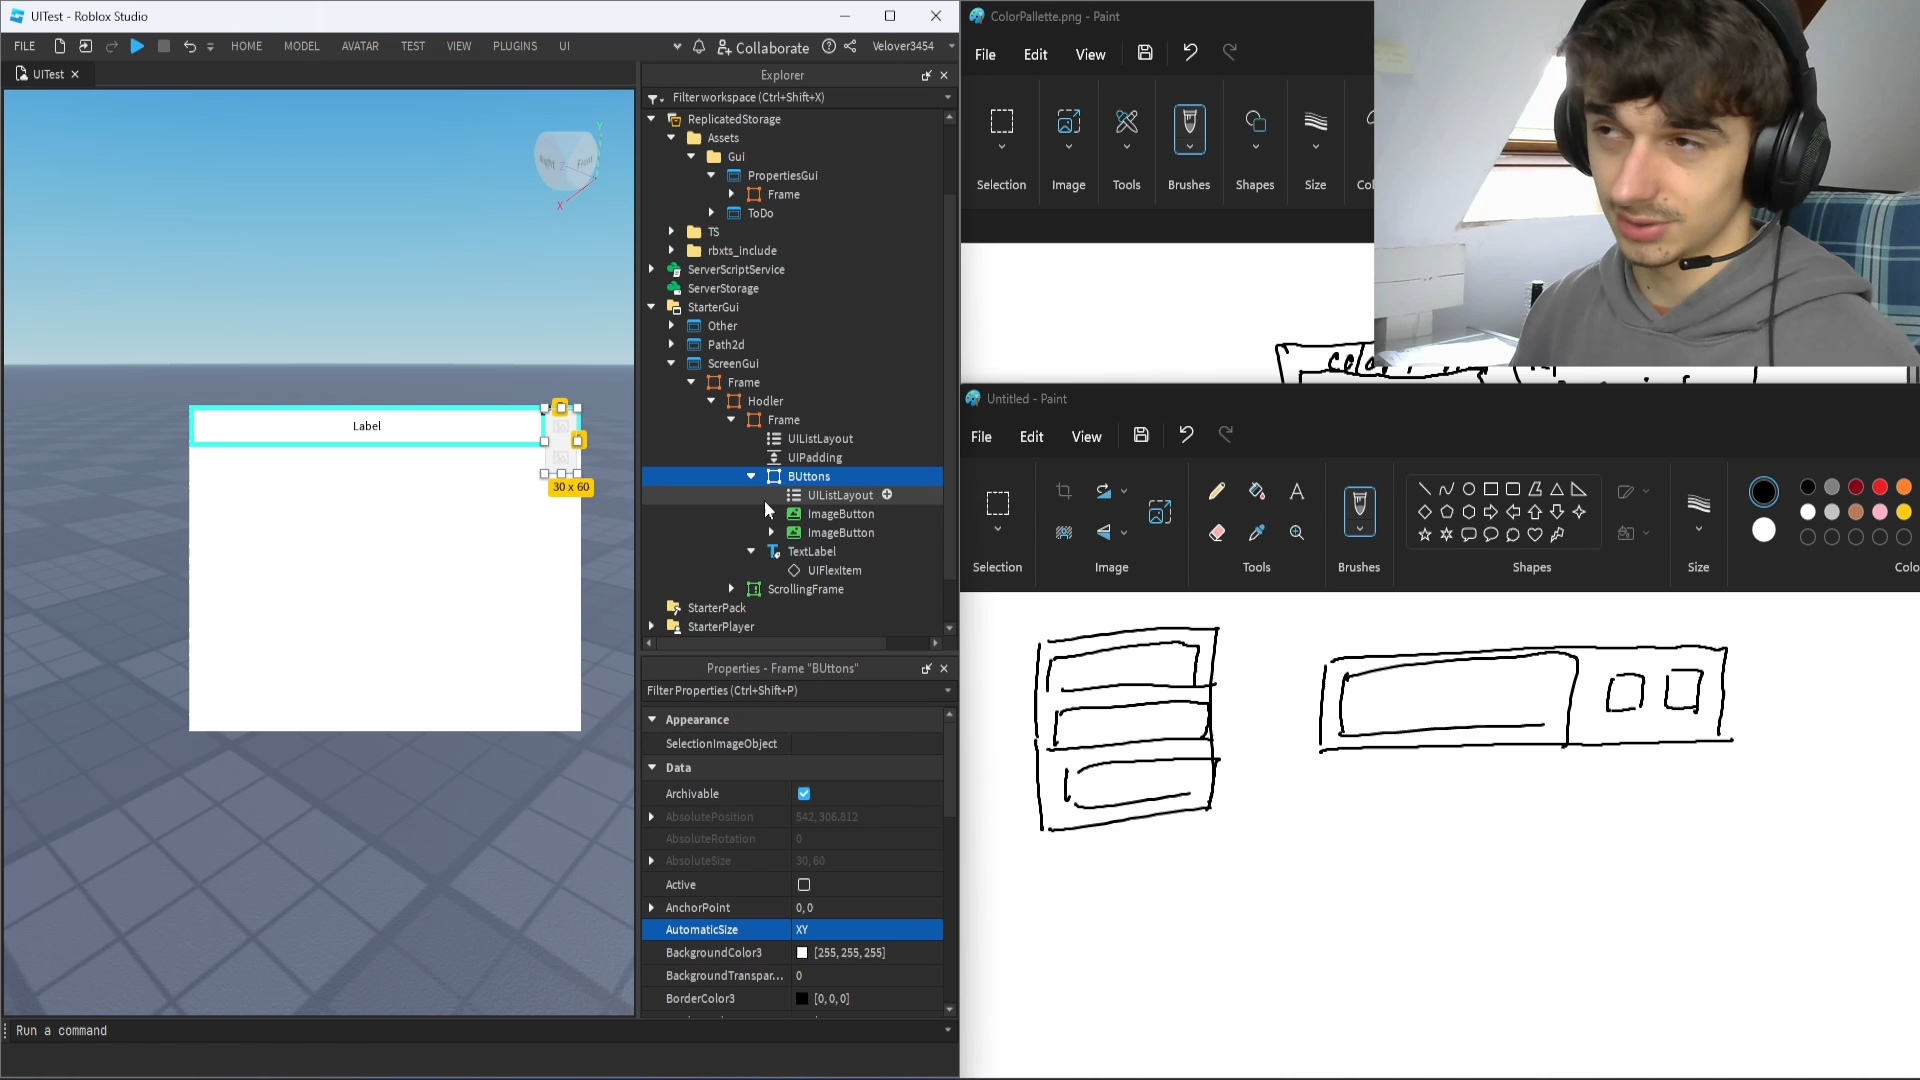 UITest - Roblox Studio
FILE
HOME
MODEL
AVATAR
TEST
VIEW
PLUGINS
UI
Collaborate
Velover3454
UITest
Right
Z
Front
Y
X
Label
30 x 60
Run a command
Explorer
Filter workspace (Ctrl+Shift+X)
ReplicatedStorage
Assets
Gui
PropertiesGui
Frame
ToDo
TS
rbxts_include
ServerScriptService
ServerStorage
StarterGui
Other
Path2d
ScreenGui
Frame
Hodler
Frame
UIListLayout
UIPadding
BUttons
UIListLayout
ImageButton
ImageButton
TextLabel
UIFlexItem
ScrollingFrame
StarterPack
StarterPlayer
Properties - Frame "BUttons"
Filter Properties (Ctrl+Shift+P)
Appearance
SelectionImageObject
Data
Archivable
AbsolutePosition 542, 306.812
AbsoluteRotation 0
AbsoluteSize 30, 60
Active
AnchorPoint 0, 0
AutomaticSize XY
BackgroundColor3 [255, 255, 255]
BackgroundTranspar... 0
BorderColor3 [0, 0, 0]
ColorPallette.png - Paint
File Edit View
Selection Image Tools Brushes Shapes Size
Untitled - Paint
File Edit View
Selection Image Tools Brushes Shapes Size